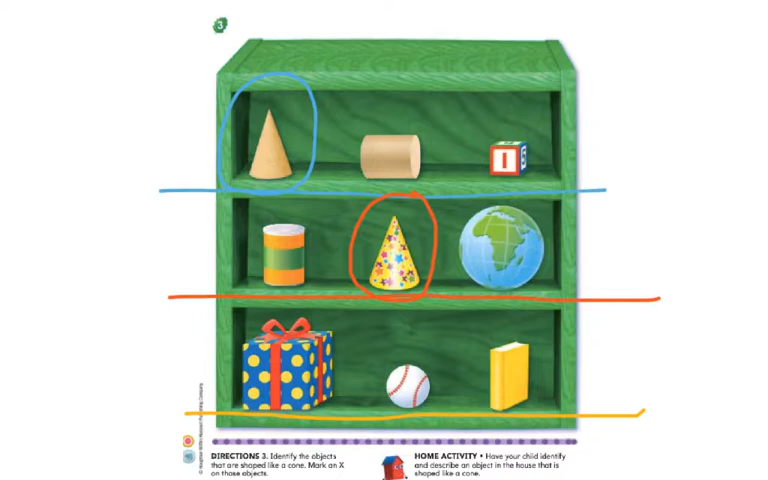 3
1
DIRECTIONS 3. Identify the objects
that are shaped like a cone. Mark an X
on those objects.
HOME ACTIVITY • Have your child identify
and describe an object in the house that is
shaped like a cone.